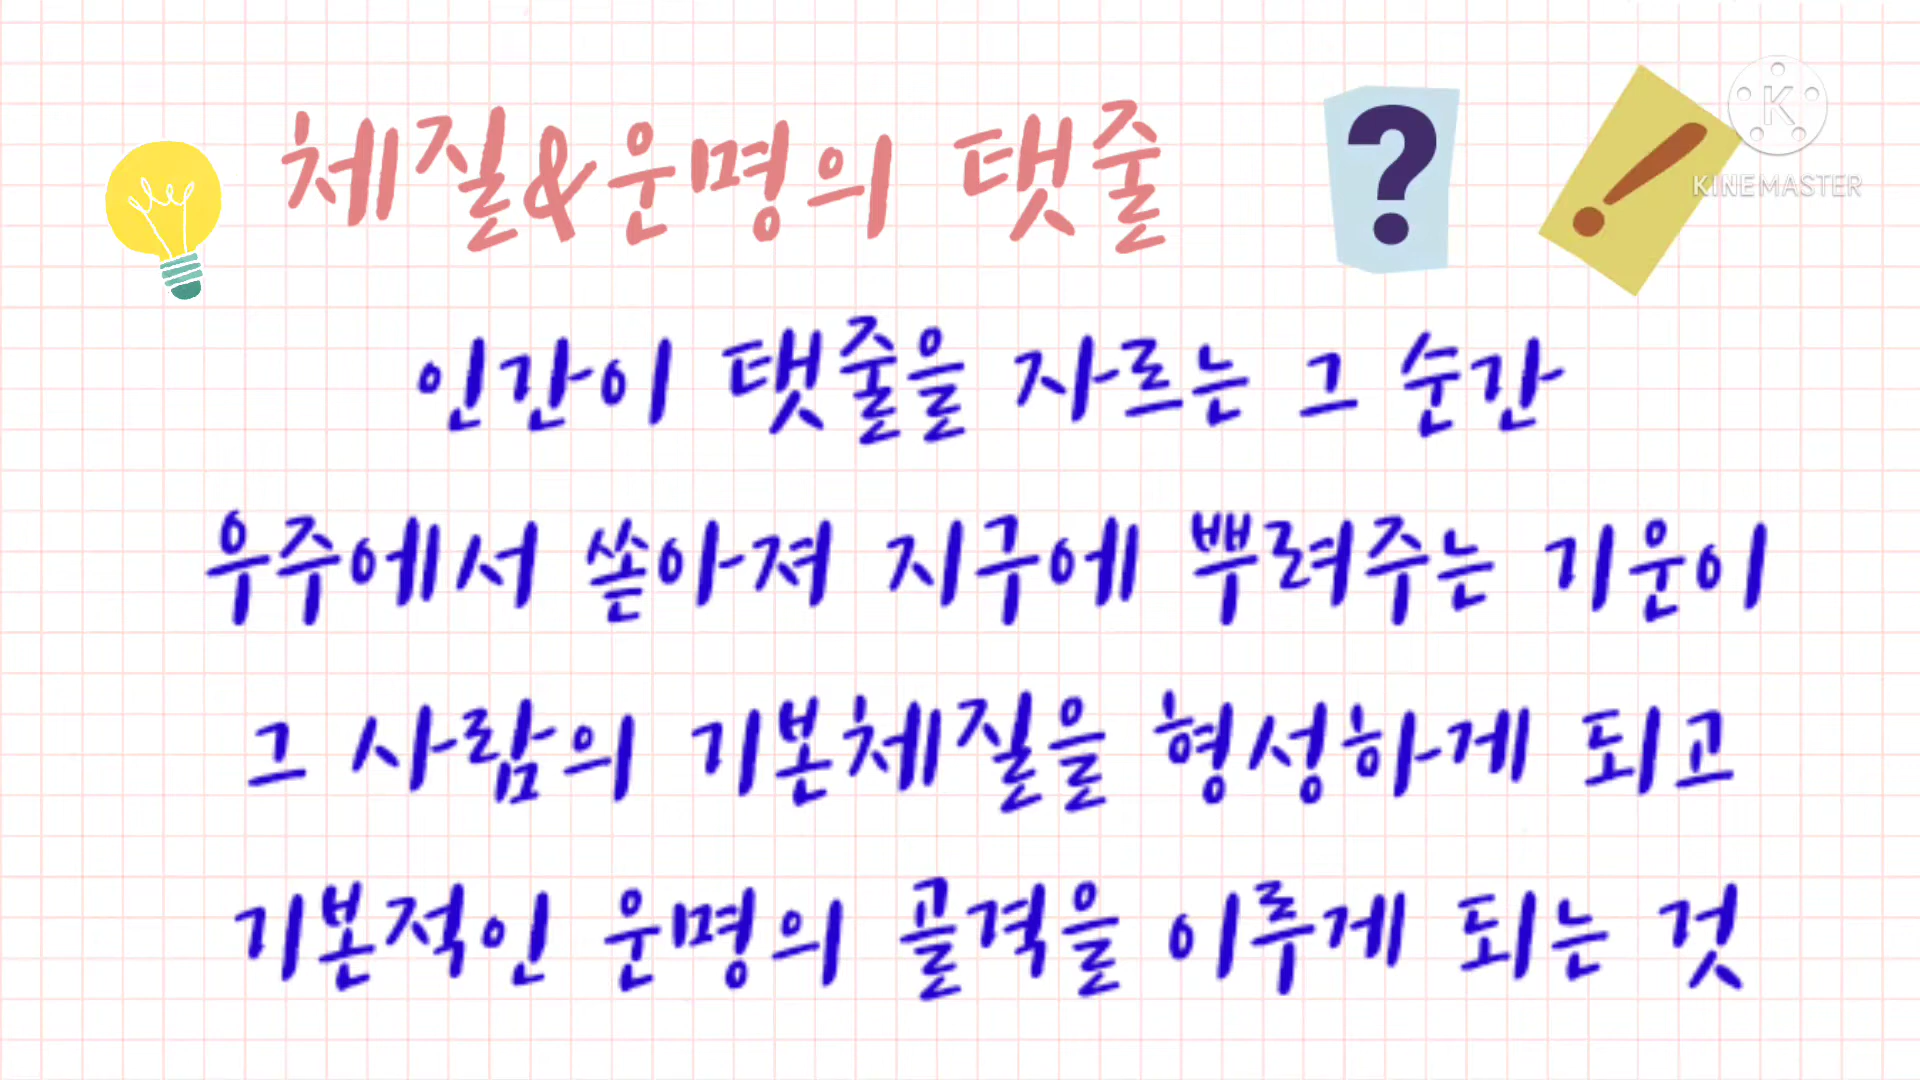 체질&운명의 탯줄
?
!
K
KINEMASTER
인간이 탯줄을 자르는 그 순간
우주에서 쏟아져 지구에 뿌려주는 기운이
그 사람의 기본체질을 형성하게 되고
기본적인 운명의 골격을 이루게 되는 것